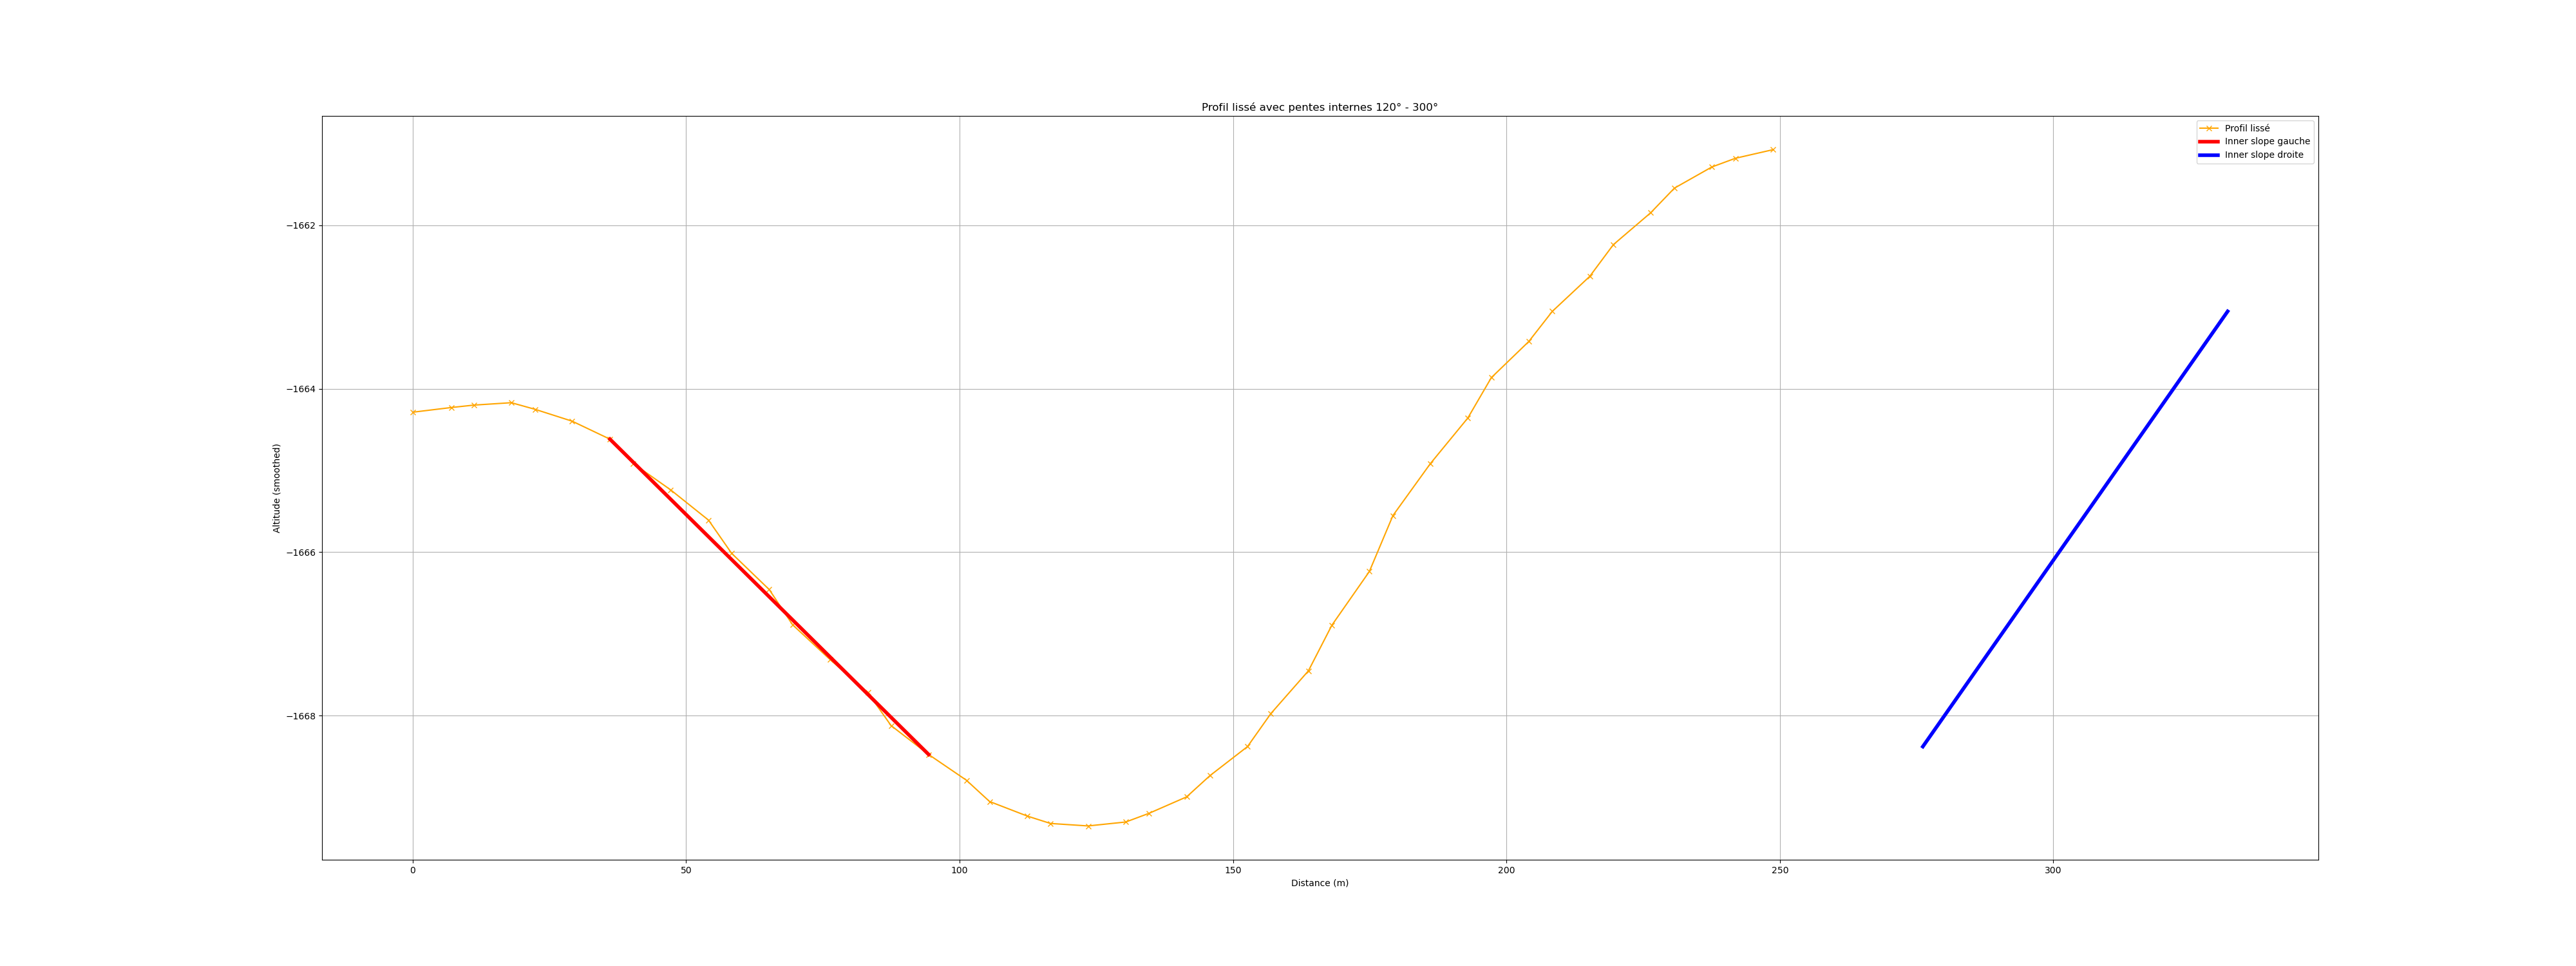 Profil lissé avec pentes internes 120° - 300°
Profil lissé
Inner slope gauche
Inner slope droite
−1662
−1664
−1666
−1668
Altitude (smoothed)
0 50 100 150 200 250 300
Distance (m)